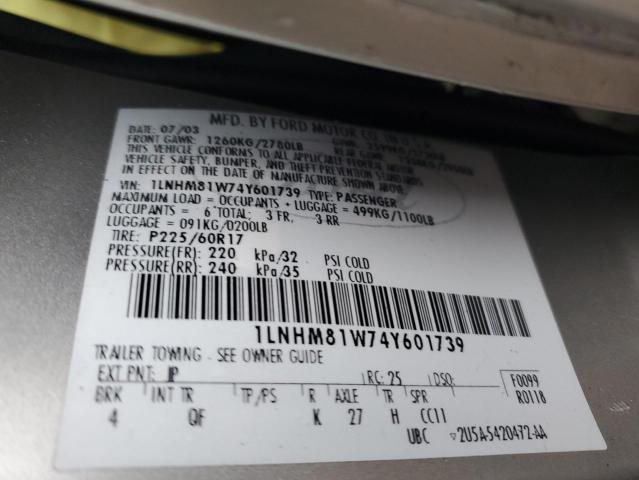 MFD. BY FORD MOTOR CO. IN U.S.A.
DATE: 07/03
FRONT GAWR: 1260KG/2780LB
VEHICLE CONFORMS TO ALL APPLICABLE FEDERAL MOTOR
VEHICLE SAFETY, BUMPER, AND THEFT PREVENTION STANDARDS
IN EFFECT ON THE DATE OF MANUFACTURE SHOWN ABOVE
VIN: 1LNHM81W74Y601739 TYPE: PASSENGER
MAXIMUM LOAD = OCCUPANTS + LUGGAGE = 499KG/1100LB
OCCUPANTS = 6 TOTAL: 3 FR, 3 RR
LUGGAGE = 091KG/0200LB
TIRE: P225/60R17
PRESSURE(FR): 220 kPa/32 PSI COLD
PRESSURE(RR): 240 kPa/35 PSI COLD
1LNHM81W74Y601739
TRAILER TOWING - SEE OWNER GUIDE
EXT PNT: JP RC: 25 DSO: F0099
R0118
BRK INT TR TP/PS R AXLE TR SPR
4 QF K 27 H CC11
UBC ▽2U5A-5420472-AA